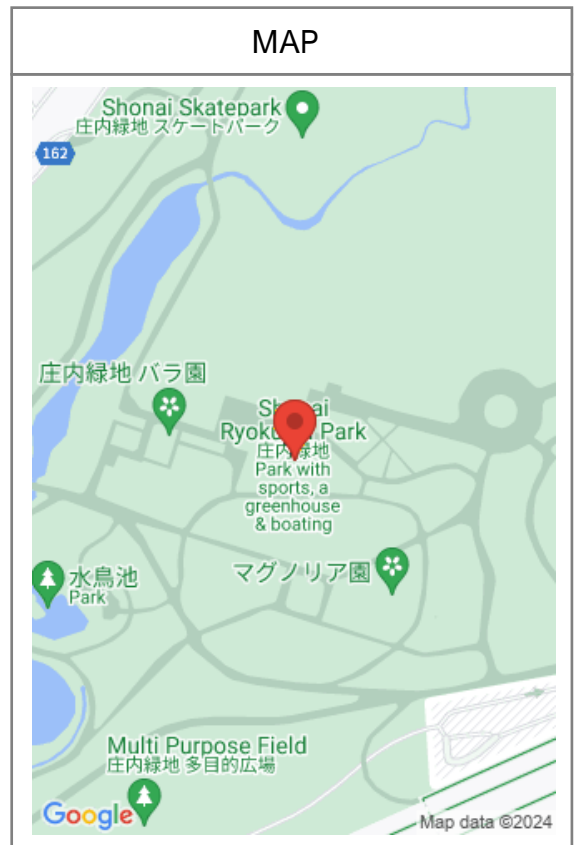 MAP
Shonai Skatepark
庄内緑地 スケートパーク
162
庄内緑地 バラ園
Park
庄内緑地
Park with
sports, a
greenhouse
& boating
マグノリア園
水鳥池
Park
Multi Purpose Field
庄内緑地 多目的広場
Google
Map data ©2024